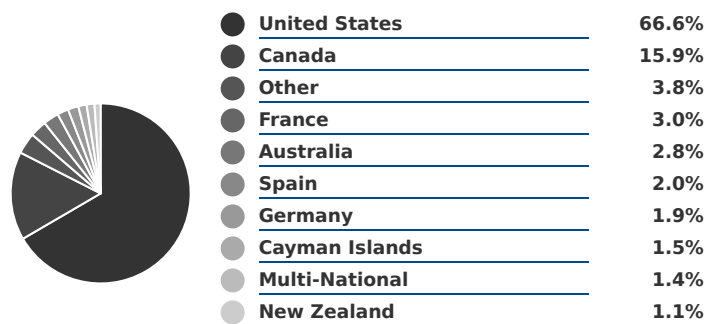 United States 66.6%
Canada 15.9%
Other 3.8%
France 3.0%
Australia 2.8%
Spain 2.0%
Germany 1.9%
Cayman Islands 1.5%
Multi-National 1.4%
New Zealand 1.1%